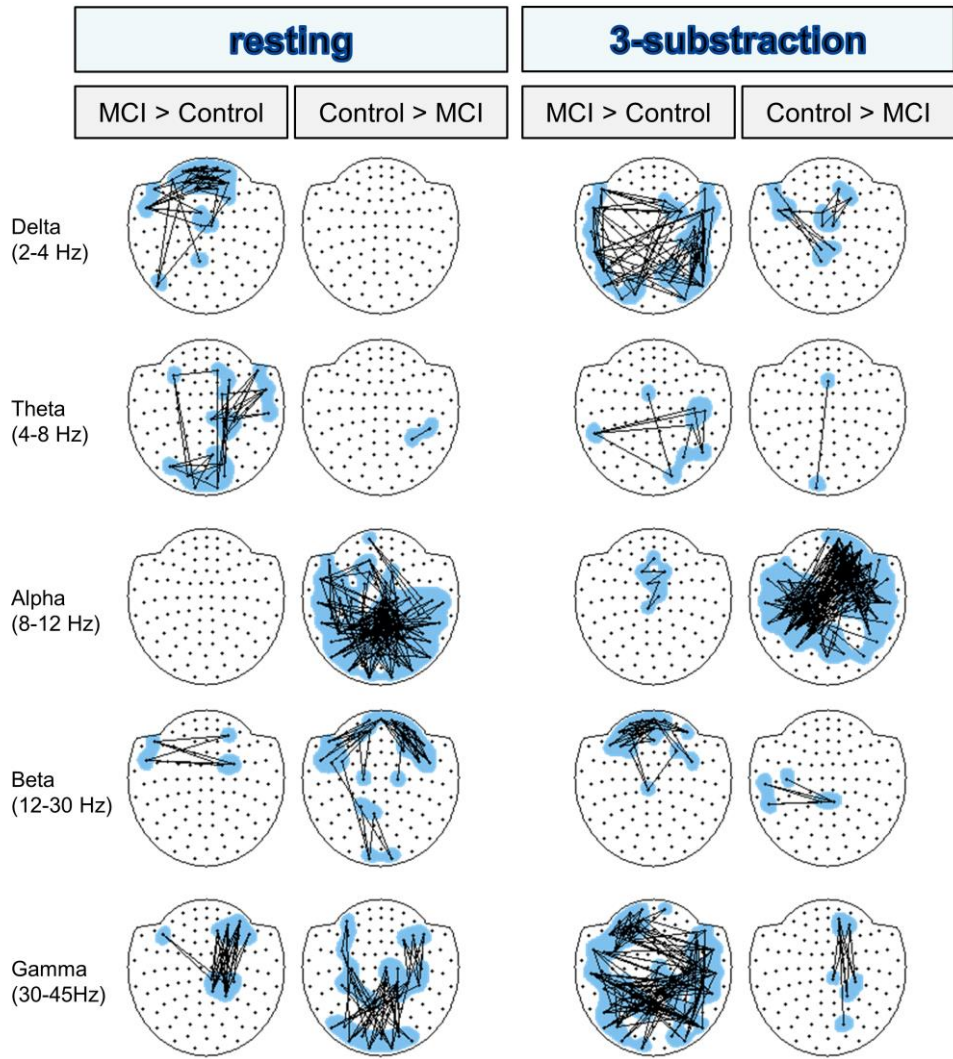 resting 3-substraction
MCI > Control Control > MCI MCI > Control Control > MCI
Delta
(2-4 Hz)
Theta
(4-8 Hz)
Alpha
(8-12 Hz)
Beta
(12-30 Hz)
Gamma
(30-45Hz)